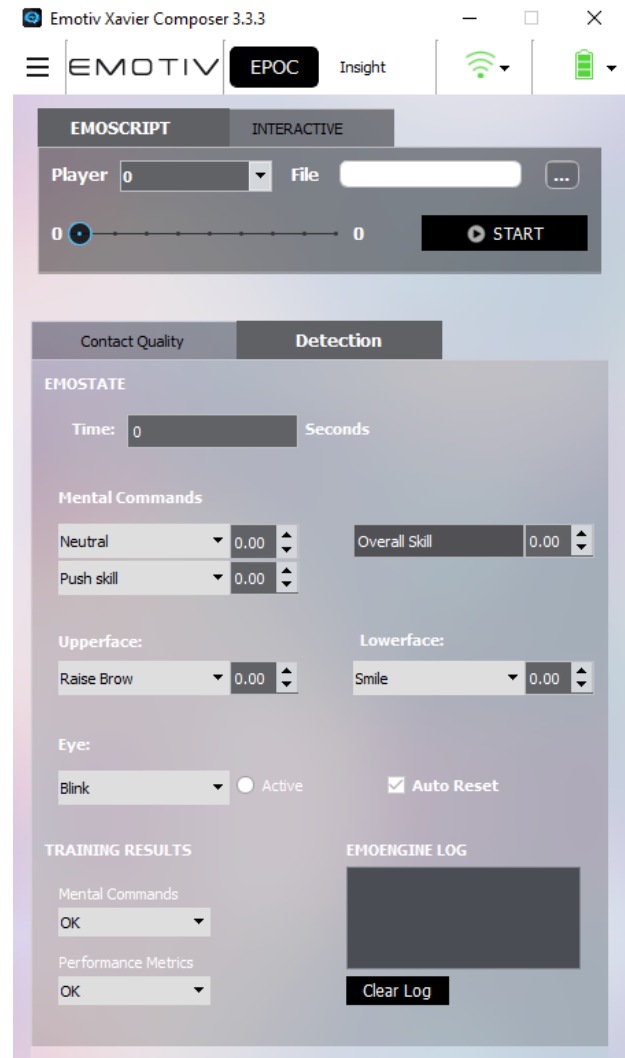 Emotiv Xavier Composer 3.3.3
EMOTIV EPOC Insight
EMOSCRIPT INTERACTIVE
Player 0 File ...
0 0 START
Contact Quality Detection
EMOSTATE
Time: 0 Seconds
Mental Commands
Neutral 0.00 Overall Skill 0.00
Push skill 0.00
Upperface: Lowerface:
Raise Brow 0.00 Smile 0.00
Eye:
Blink Active Auto Reset
TRAINING RESULTS EMOENGINE LOG
Mental Commands
OK
Performance Metrics
OK Clear Log